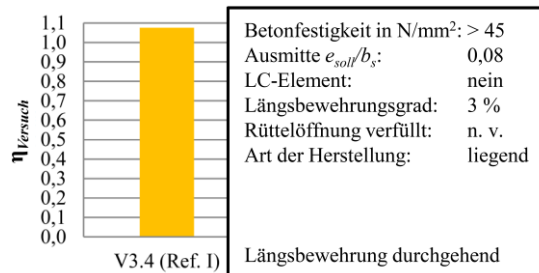 1,1
1,0
0,9
0,8
0,7
0,6
0,5
0,4
0,3
0,2
0,1
0,0
ηVersuch
V3.4 (Ref. I)
Betonfestigkeit in N/mm²: > 45
Ausmitte esoll/bs: 0,08
LC-Element: nein
Längsbewehrungsgrad: 3 %
Rüttelöffnung verfüllt: n. v.
Art der Herstellung: liegend
Längsbewehrung durchgehend